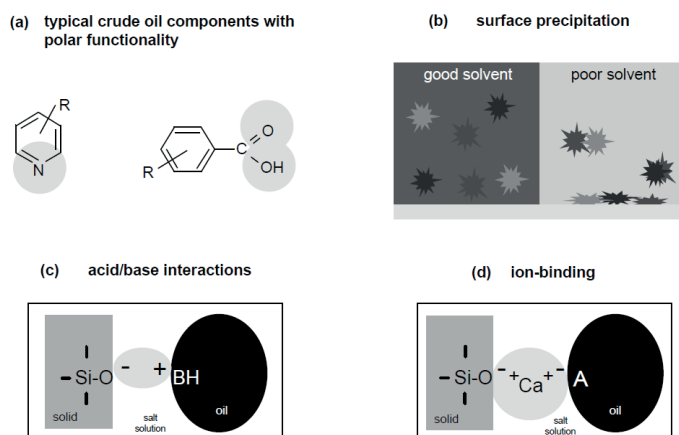 (a) typical crude oil components with
polar functionality
R
N
R
C
O
OH
(b) surface precipitation
good solvent
poor solvent
(c) acid/base interactions
Si-O
- +
BH
solid
salt
solution
oil
(d) ion-binding
Si-O
- + Ca + -
A
solid
salt
solution
oil